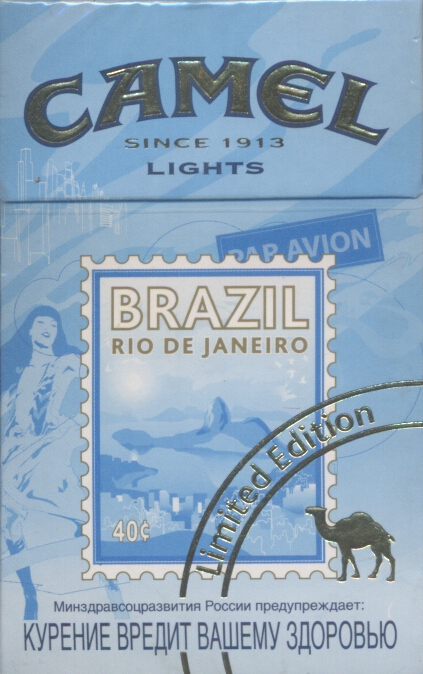 CAMEL
SINCE 1913
LIGHTS
PAR AVION
BRAZIL
RIO DE JANEIRO
Limited Edition
40¢
Минздравсоцразвития России предупреждает:
КУРЕНИЕ ВРЕДИТ ВАШЕМУ ЗДОРОВЬЮ